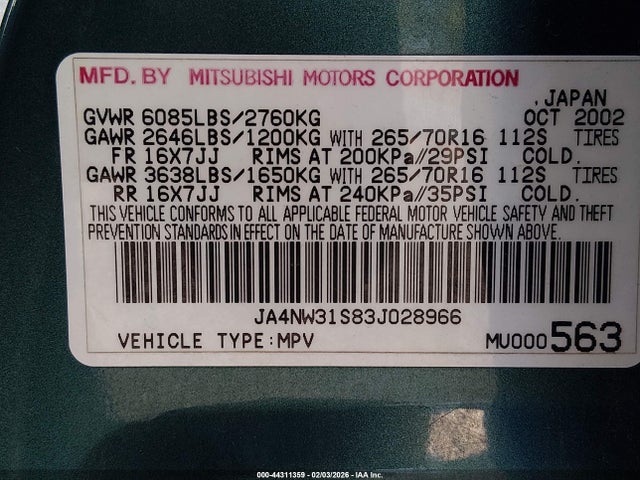 MFD. BY MITSUBISHI MOTORS CORPORATION
, JAPAN
GVWR 6085LBS/2760KG OCT 2002
GAWR 2646LBS/1200KG WITH 265/70R16 112S TIRES
FR 16X7JJ RIMS AT 200KPa//29PSI COLD.
GAWR 3638LBS/1650KG WITH 265/70R16 112S TIRES
RR 16X7JJ RIMS AT 240KPa//35PSI COLD.
THIS VEHICLE CONFORMS TO ALL APPLICABLE FEDERAL MOTOR VEHICLE SAFETY AND THEFT
PREVENTION STANDARDS IN EFFECT ON THE DATE OF MANUFACTURE SHOWN ABOVE.
JA4NW31S83J028966
VEHICLE TYPE:MPV MU000563
000-44311359 - 02/03/2026 - IAA Inc.